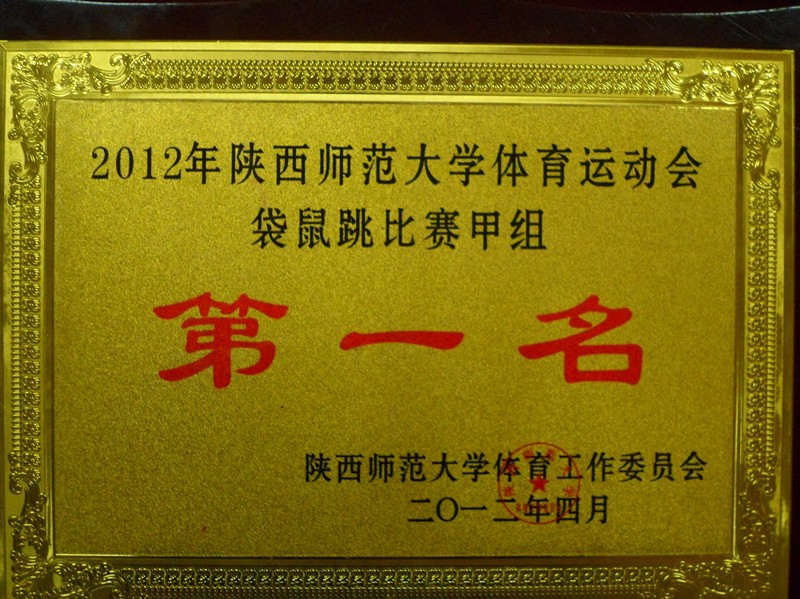 2012年陕西师范大学体育运动会
袋鼠跳比赛甲组
第一名
陕西师范大学体育工作委员会
二〇一二年四月